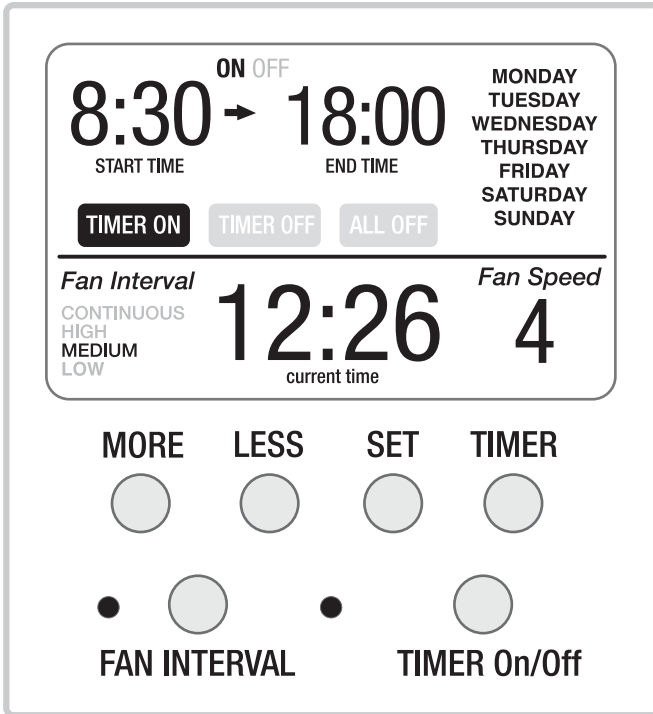 ON OFF
8:30 → 18:00
START TIME END TIME
MONDAY
TUESDAY
WEDNESDAY
THURSDAY
FRIDAY
SATURDAY
SUNDAY
TIMER ON TIMER OFF ALL OFF
Fan Interval
CONTINUOUS
HIGH
MEDIUM
LOW
12:26
current time
Fan Speed
4
MORE LESS SET TIMER
FAN INTERVAL TIMER On/Off